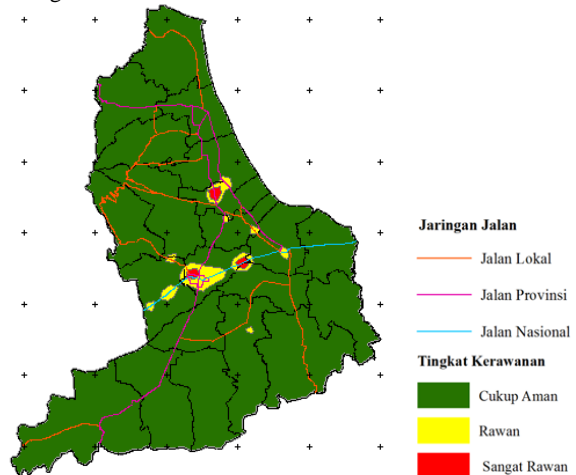 Jaringan Jalan
Jalan Lokal
Jalan Provinsi
Jalan Nasional
Tingkat Kerawanan
Cukup Aman
Rawan
Sangat Rawan